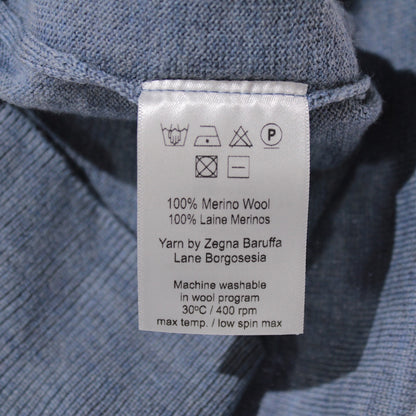 P
100% Merino Wool
100% Laine Merinos
Yarn by Zegna Baruffa
Lane Borgosesia
Machine washable
in wool program
30ºC / 400 rpm
max temp. / low spin max